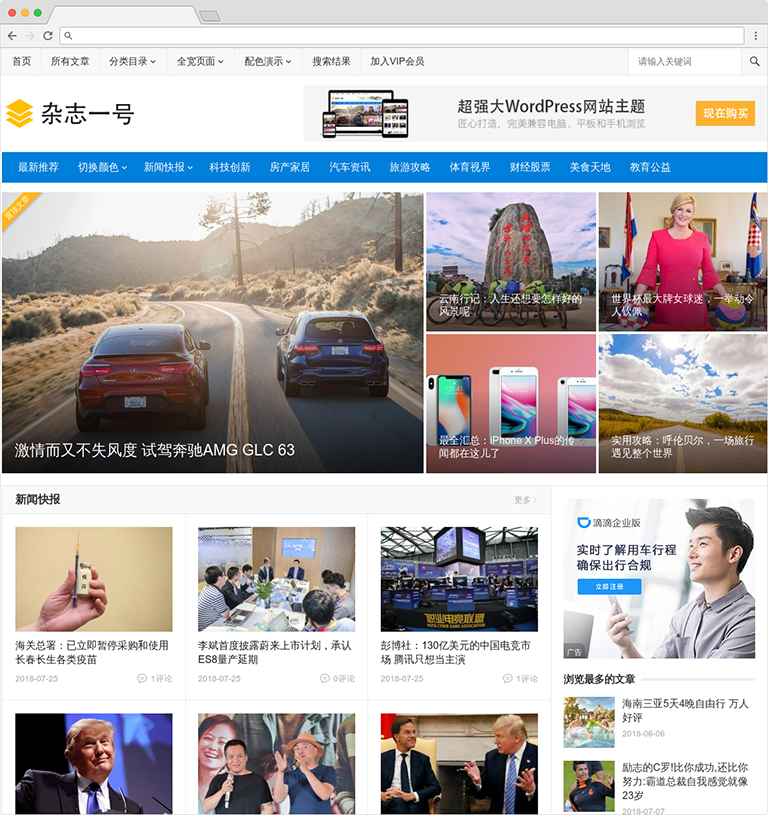 首页 所有文章 分类目录 全宽页面 配色演示 搜索结果 加入VIP会员 请输入关键词
杂志一号
超强大WordPress网站主题
匠心打造，完美兼容电脑、平板和手机浏览
现在购买
最新推荐 切换颜色 新闻快报 科技创新 房产家居 汽车资讯 旅游攻略 体育视界 财经股票 美食天地 教育公益
首选文章
激情而又不失风度 试驾奔驰AMG GLC 63
云南行记：人生还想要怎样好的
风景呢
世界杯最大牌女球迷，一举动令
人钦佩
最全汇总：iPhone X Plus的传
闻都在这儿了
实用攻略：呼伦贝尔，一场旅行
遇见整个世界
新闻快报 更多
海关总署：已立即暂停采购和使用
长春长生各类疫苗
2018-07-25 1评论
李斌首度披露蔚来上市计划，承认
ES8量产延期
2018-07-25 0评论
彭博社：130亿美元的中国电竞市
场 腾讯只想当主演
2018-07-25 1评论
滴滴企业版
实时了解用车行程
确保出行合规
立即注册
广告
浏览最多的文章
海南三亚5天4晚自由行 万人
好评
2018-06-06
励志的C罗!比你成功,还比你
努力:霸道总裁自我感觉就像
23岁
2018-07-07